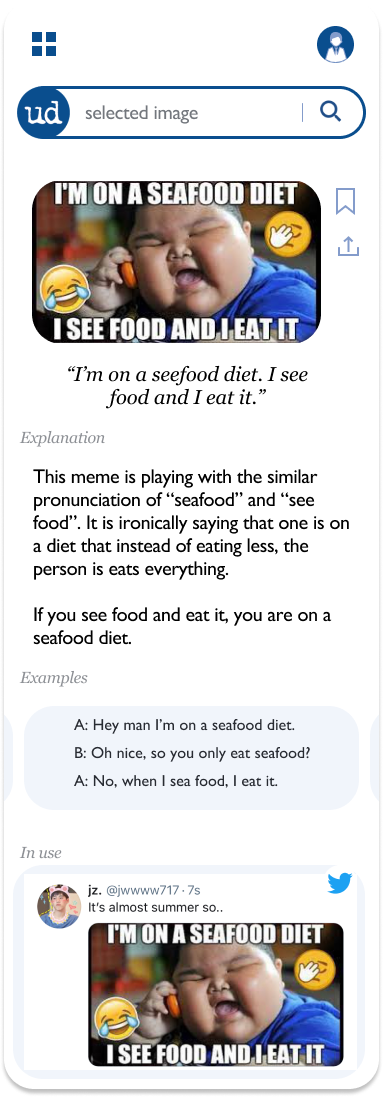 ud
selected image
I'M ON A SEAFOOD DIET
I SEE FOOD AND I EAT IT
“I’m on a seefood diet. I see
food and I eat it.”
Explanation
This meme is playing with the similar
pronunciation of “seafood” and “see
food”. It is ironically saying that one is on
a diet that instead of eating less, the
person is eats everything.
If you see food and eat it, you are on a
seafood diet.
Examples
A: Hey man I’m on a seafood diet.
B: Oh nice, so you only eat seafood?
A: No, when I sea food, I eat it.
In use
jz. @jwwww717 · 7s
It's almost summer so..
I'M ON A SEAFOOD DIET
I SEE FOOD AND I EAT IT